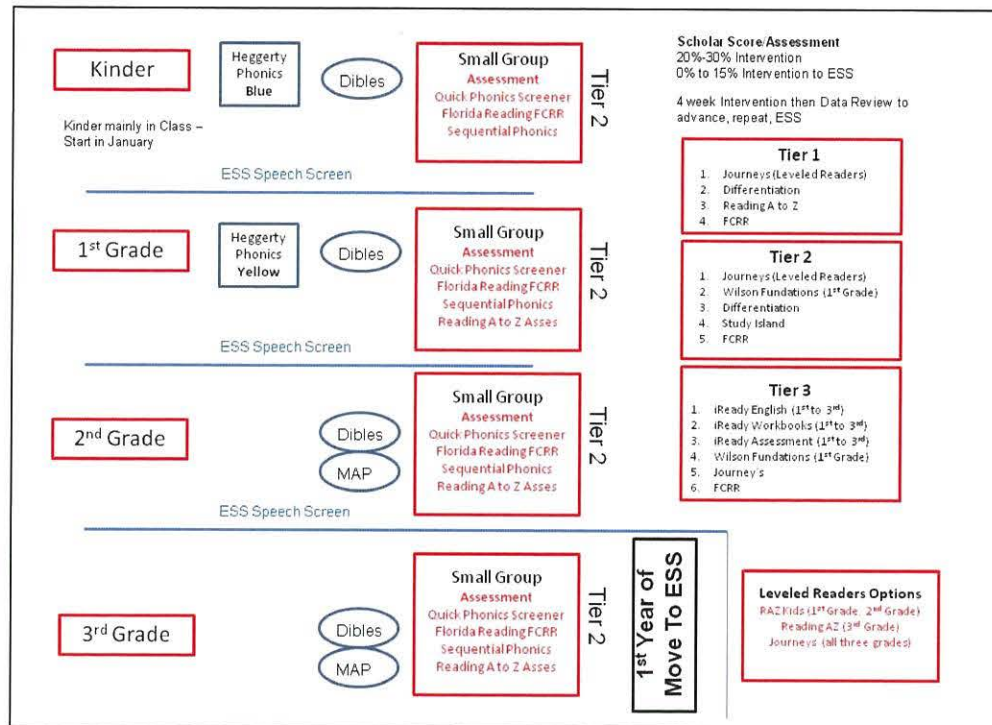 Kinder
Heggerty
Phonics
Blue
Dibles
Small Group
Assessment
Quick Phonics Screener
Florida Reading FCRR
Sequential Phonics
Tier 2
Kinder mainly in Class –
Start in January
ESS Speech Screen
1st Grade
Heggerty
Phonics
Yellow
Dibles
Small Group
Assessment
Quick Phonics Screener
Florida Reading FCRR
Sequential Phonics
Reading A to Z Asses
Tier 2
ESS Speech Screen
2nd Grade
Dibles
MAP
Small Group
Assessment
Quick Phonics Screener
Florida Reading FCRR
Sequential Phonics
Reading A to Z Asses
Tier 2
ESS Speech Screen
3rd Grade
Dibles
MAP
Small Group
Assessment
Quick Phonics Screener
Florida Reading FCRR
Sequential Phonics
Reading A to Z Asses
Tier 2
1st Year of
Move To ESS
Scholar Score/Assessment
20%-30% Intervention
0% to 15% Intervention to ESS
4 week Intervention then Data Review to
advance, repeat, ESS
Tier 1
1. Journeys (Leveled Readers)
2. Differentiation
3. Reading A to Z
4. FCRR
Tier 2
1. Journeys (Leveled Readers)
2. Wilson Fundations (1st Grade)
3. Differentiation
4. Study Island
5. FCRR
Tier 3
1. iReady English (1st to 3rd)
2. iReady Workbooks (1st to 3rd)
3. iReady Assessment (1st to 3rd)
4. Wilson Fundations (1st Grade)
5. Journey's
6. FCRR
Leveled Readers Options
RAZ Kids (1st Grade, 2nd Grade)
Reading AZ (3rd Grade)
Journeys (all three grades)